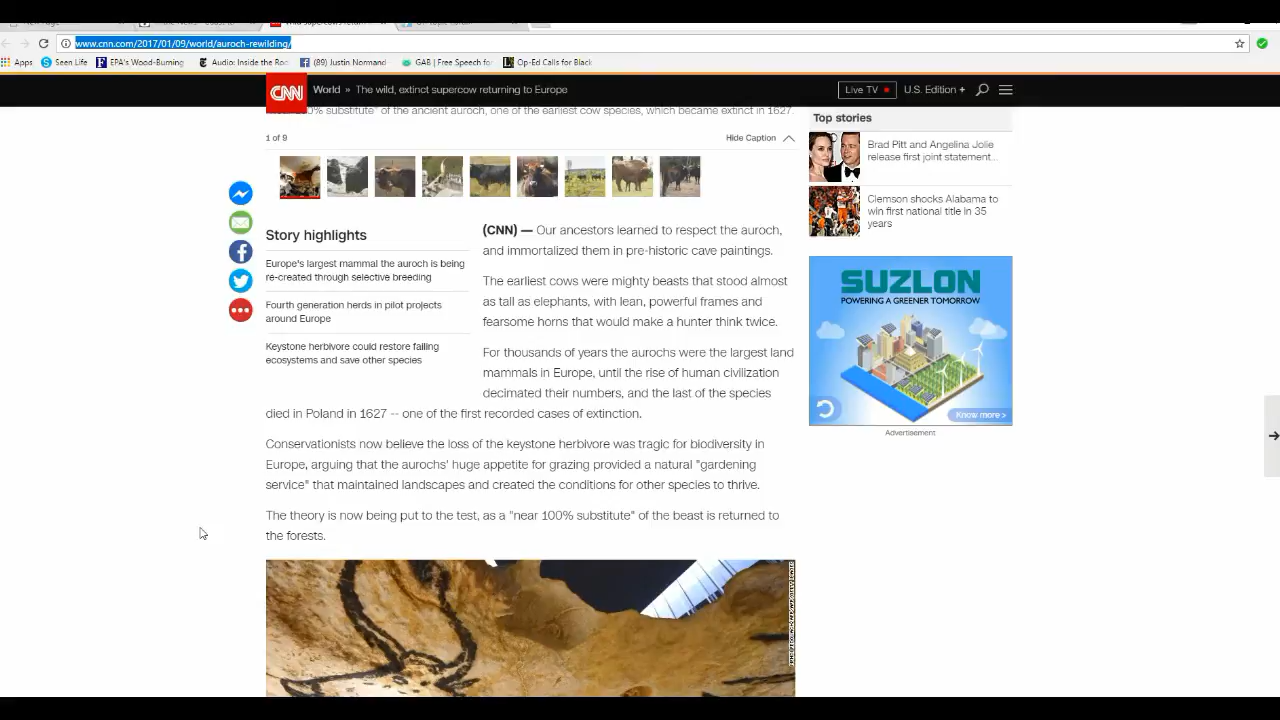 www.cnn.com/2017/01/09/world/auroch-rewilding/
Apps
Seen Life
EPA's Wood-Burning
Audio: Inside the Roo
(89) Justin Normand
GAB | Free Speech fo
Op-Ed Calls for Black
CNN
World » The wild, extinct supercow returning to Europe
Live TV
U.S. Edition +
substitute" of the ancient auroch, one of the earliest cow species, which became extinct in 1627.
1 of 9
Hide Caption
Top stories
Brad Pitt and Angelina Jolie
release first joint statement...
Clemson shocks Alabama to
win first national title in 35
years
Story highlights
Europe's largest mammal the auroch is being
re-created through selective breeding
Fourth generation herds in pilot projects
around Europe
Keystone herbivore could restore failing
ecosystems and save other species
(CNN) — Our ancestors learned to respect the auroch,
and immortalized them in pre-historic cave paintings.
The earliest cows were mighty beasts that stood almost
as tall as elephants, with lean, powerful frames and
fearsome horns that would make a hunter think twice.
For thousands of years the aurochs were the largest land
mammals in Europe, until the rise of human civilization
decimated their numbers, and the last of the species
died in Poland in 1627 -- one of the first recorded cases of extinction.
Conservationists now believe the loss of the keystone herbivore was tragic for biodiversity in
Europe, arguing that the aurochs' huge appetite for grazing provided a natural "gardening
service" that maintained landscapes and created the conditions for other species to thrive.
The theory is now being put to the test, as a "near 100% substitute" of the beast is returned to
the forests.
SUZLON
POWERING A GREENER TOMORROW
Know more >
Advertisement